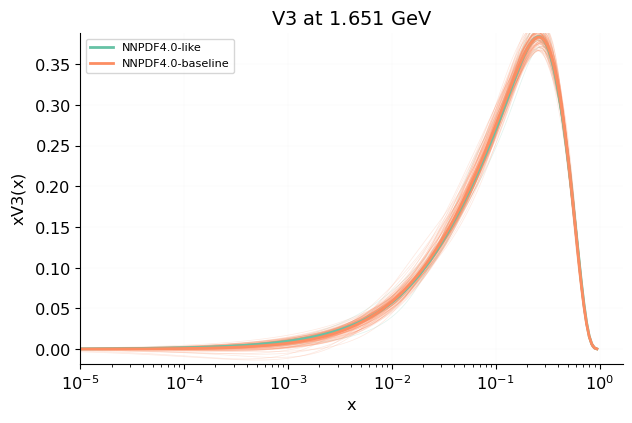 V3 at 1.651 GeV
NNPDF4.0-like
NNPDF4.0-baseline
xV3(x)
0.35
0.30
0.25
0.20
0.15
0.10
0.05
0.00
10⁻⁵ 10⁻⁴ 10⁻³ 10⁻² 10⁻¹ 10⁰
x